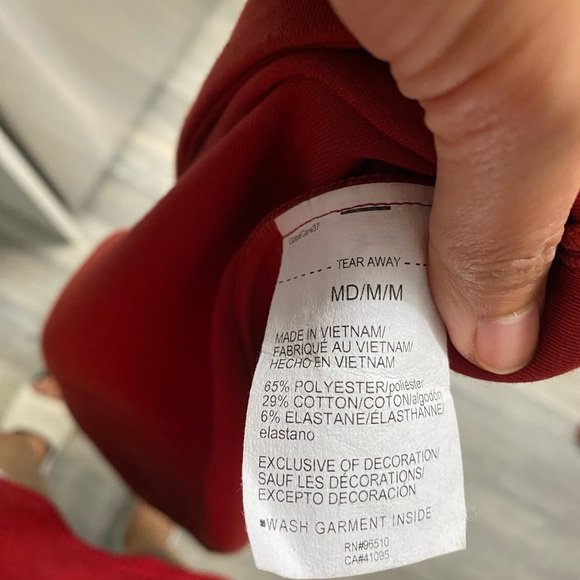 TEAR AWAY
MD/M/M
MADE IN VIETNAM/
FABRIQUÉ AU VIETNAM/
HECHO EN VIETNAM
65% POLYESTER/poliéster
29% COTTON/COTON/algodón
6% ELASTANE/ÉLASTHANNE/
elastano
EXCLUSIVE OF DECORATION/
SAUF LES DÉCORATIONS/
EXCEPTO DECORACIÓN
WASH GARMENT INSIDE
RN#96510
CA#41095